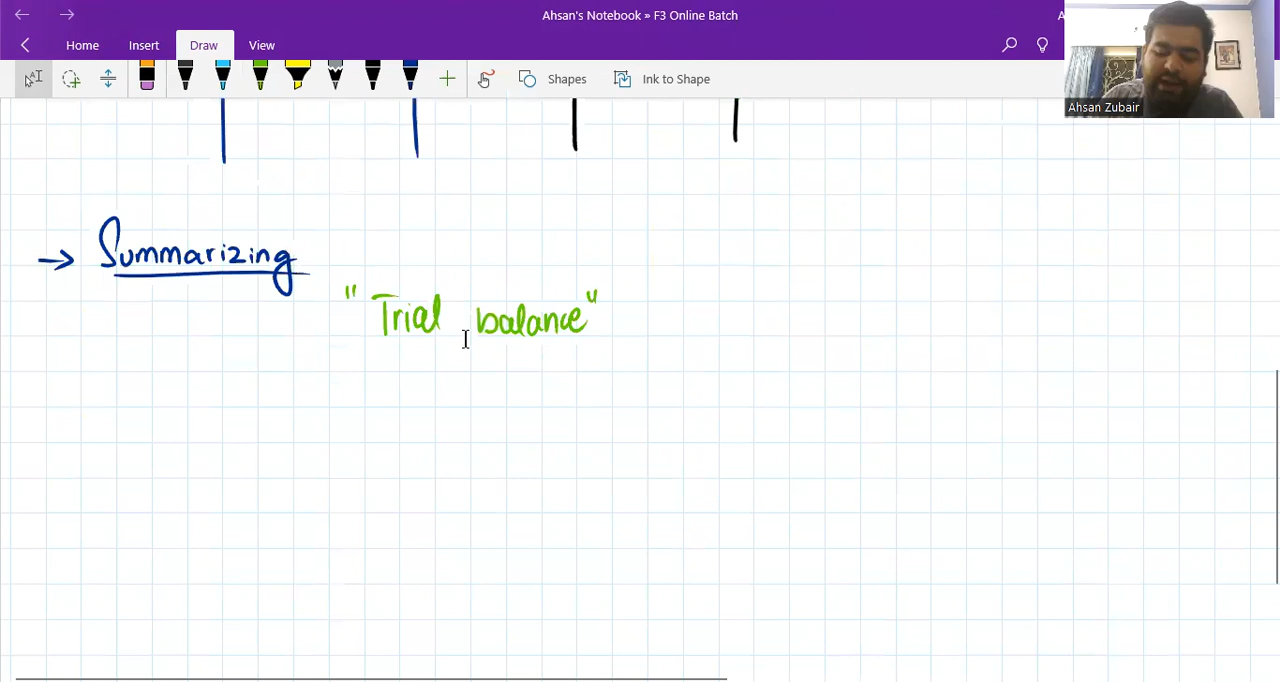 Ahsan's Notebook » F3 Online Batch
Home Insert Draw View
Shapes Ink to Shape
Ahsan Zubair
→ Summarizing
"Trial balance"